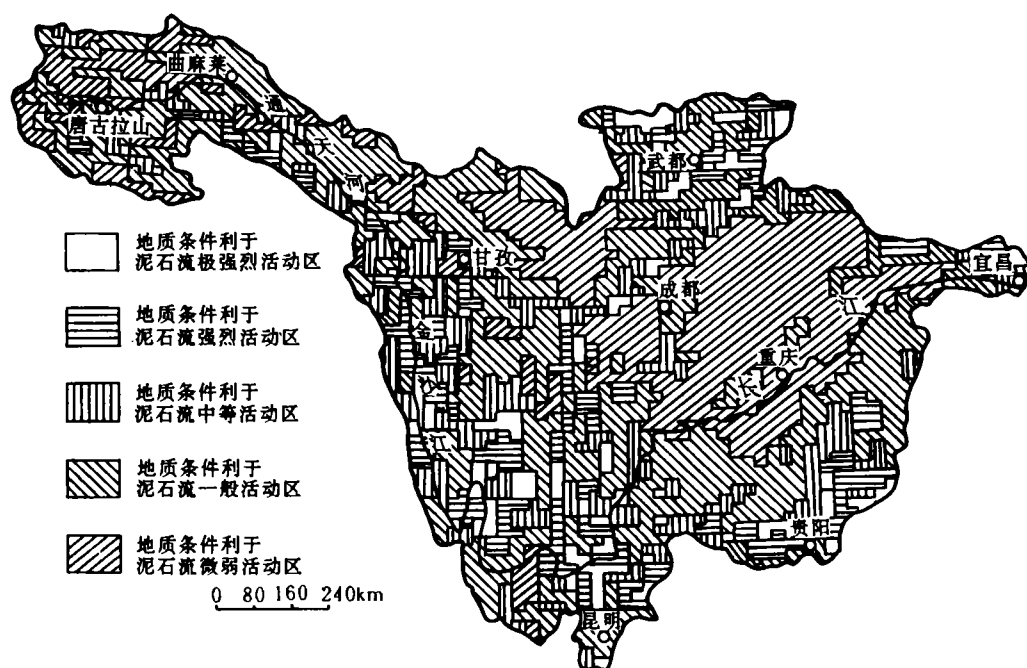 曲麻莱
通
天
河
唐古拉山
武都
甘孜
成都
宜昌
江
重庆
长
金
沙
江
贵阳
昆明
地质条件利于
泥石流极强烈活动区
地质条件利于
泥石流强烈活动区
地质条件利于
泥石流中等活动区
地质条件利于
泥石流一般活动区
地质条件利于
泥石流微弱活动区
0 80 160 240km